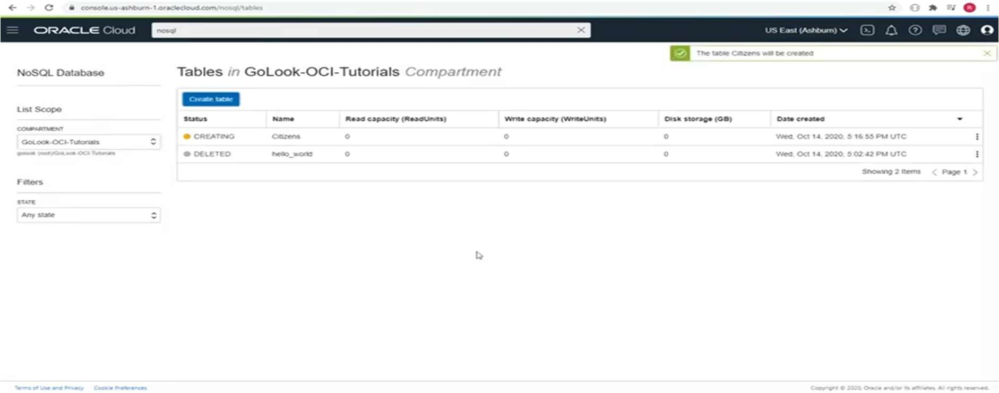 console.us-ashburn-1.oraclecloud.com/nosql/tables
ORACLE Cloud
nosql
US East (Ashburn)
The table Citizens will be created
NoSQL Database
List Scope
COMPARTMENT
GoLook-OCI-Tutorials
golook (root)/GoLook-OCI-Tutorials
Filters
STATE
Any state
Tables in GoLook-OCI-Tutorials Compartment
Create table
Status Name Read capacity (ReadUnits) Write capacity (WriteUnits) Disk storage (GB) Date created
CREATING Citizens 0 0 0 Wed, Oct 14, 2020, 5:16:55 PM UTC
DELETED hello_world 0 0 0 Wed, Oct 14, 2020, 5:02:42 PM UTC
Showing 2 Items < Page 1 >
Terms of Use and Privacy Cookie Preferences
Copyright © 2020, Oracle and/or its affiliates. All rights reserved.